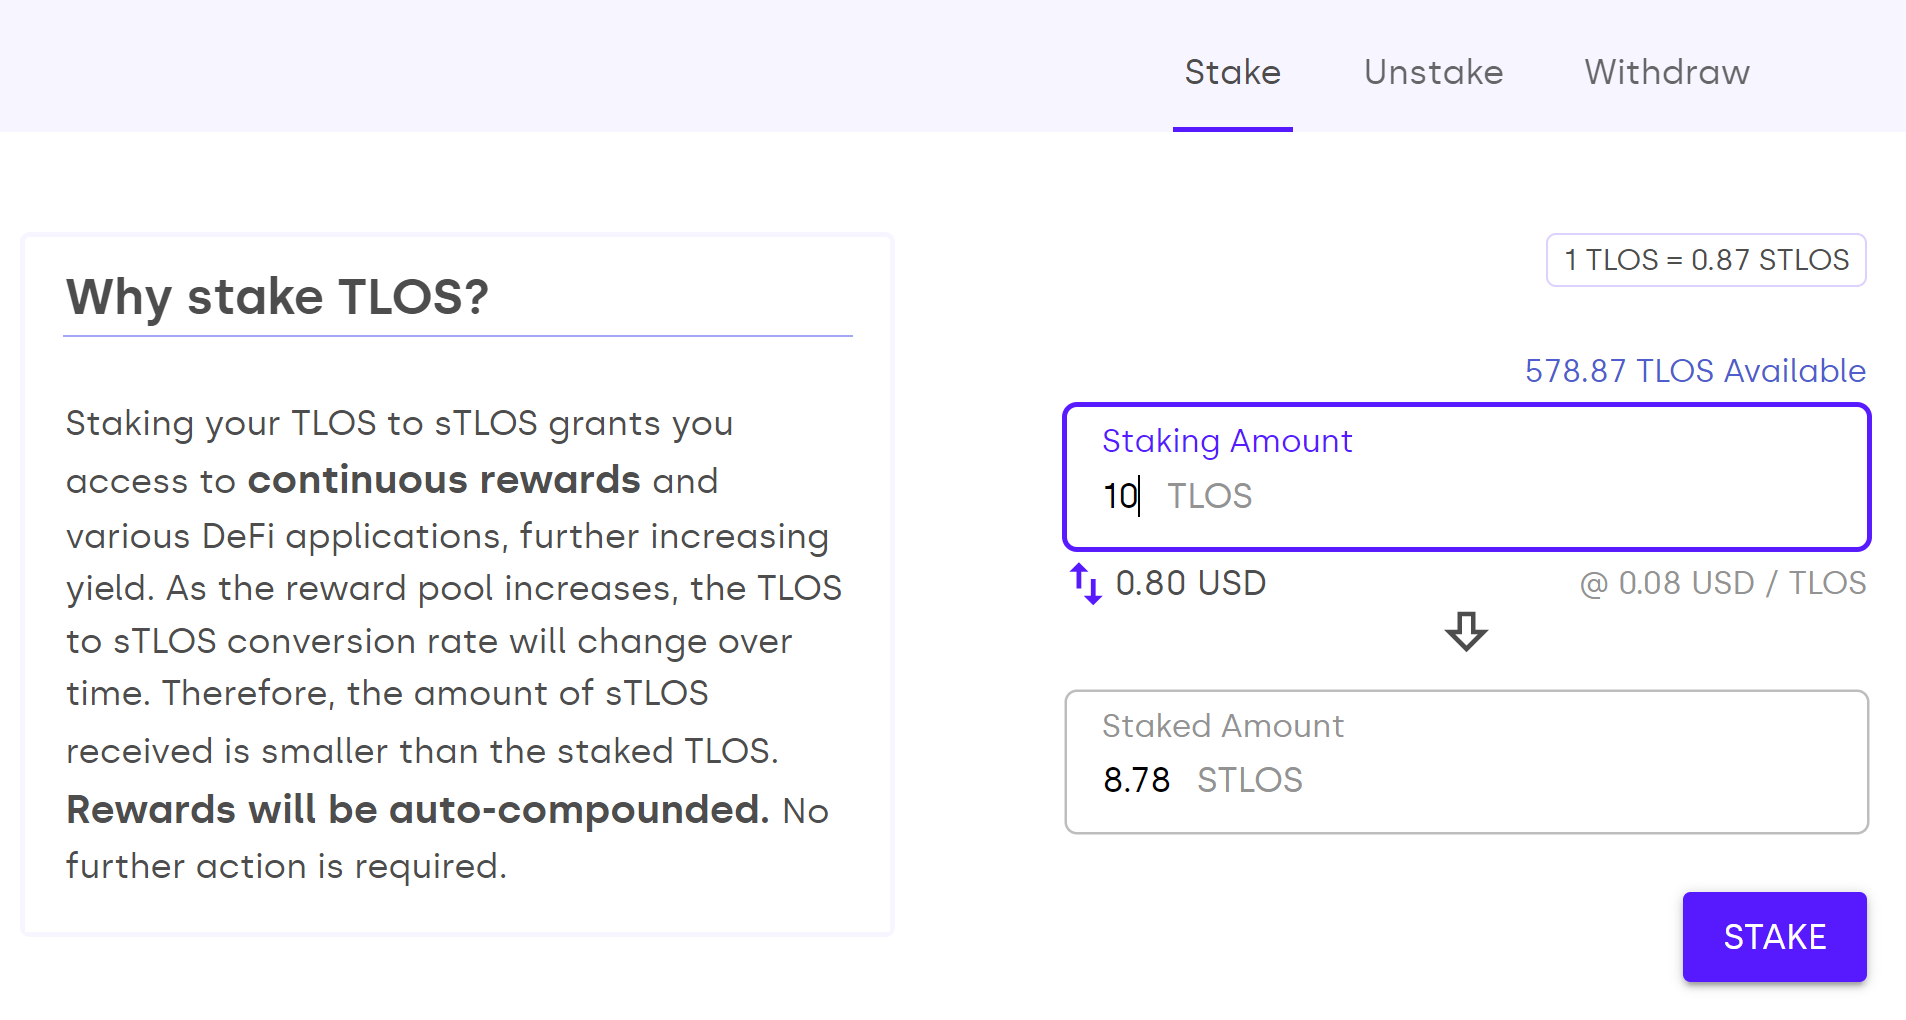 Stake
Unstake
Withdraw
Why stake TLOS?
Staking your TLOS to sTLOS grants you
access to continuous rewards and
various DeFi applications, further increasing
yield. As the reward pool increases, the TLOS
to sTLOS conversion rate will change over
time. Therefore, the amount of sTLOS
received is smaller than the staked TLOS.
Rewards will be auto-compounded. No
further action is required.
1 TLOS = 0.87 STLOS
578.87 TLOS Available
Staking Amount
10 TLOS
0.80 USD
@ 0.08 USD / TLOS
Staked Amount
8.78 STLOS
STAKE